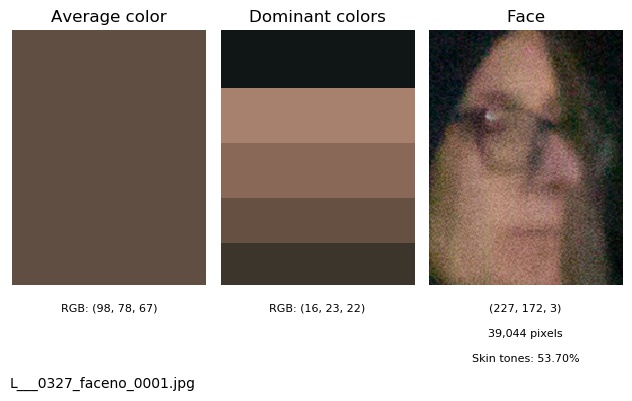 Average color
Dominant colors
Face
RGB: (98, 78, 67)
RGB: (16, 23, 22)
(227, 172, 3)
39,044 pixels
Skin tones: 53.70%
L___0327_faceno_0001.jpg